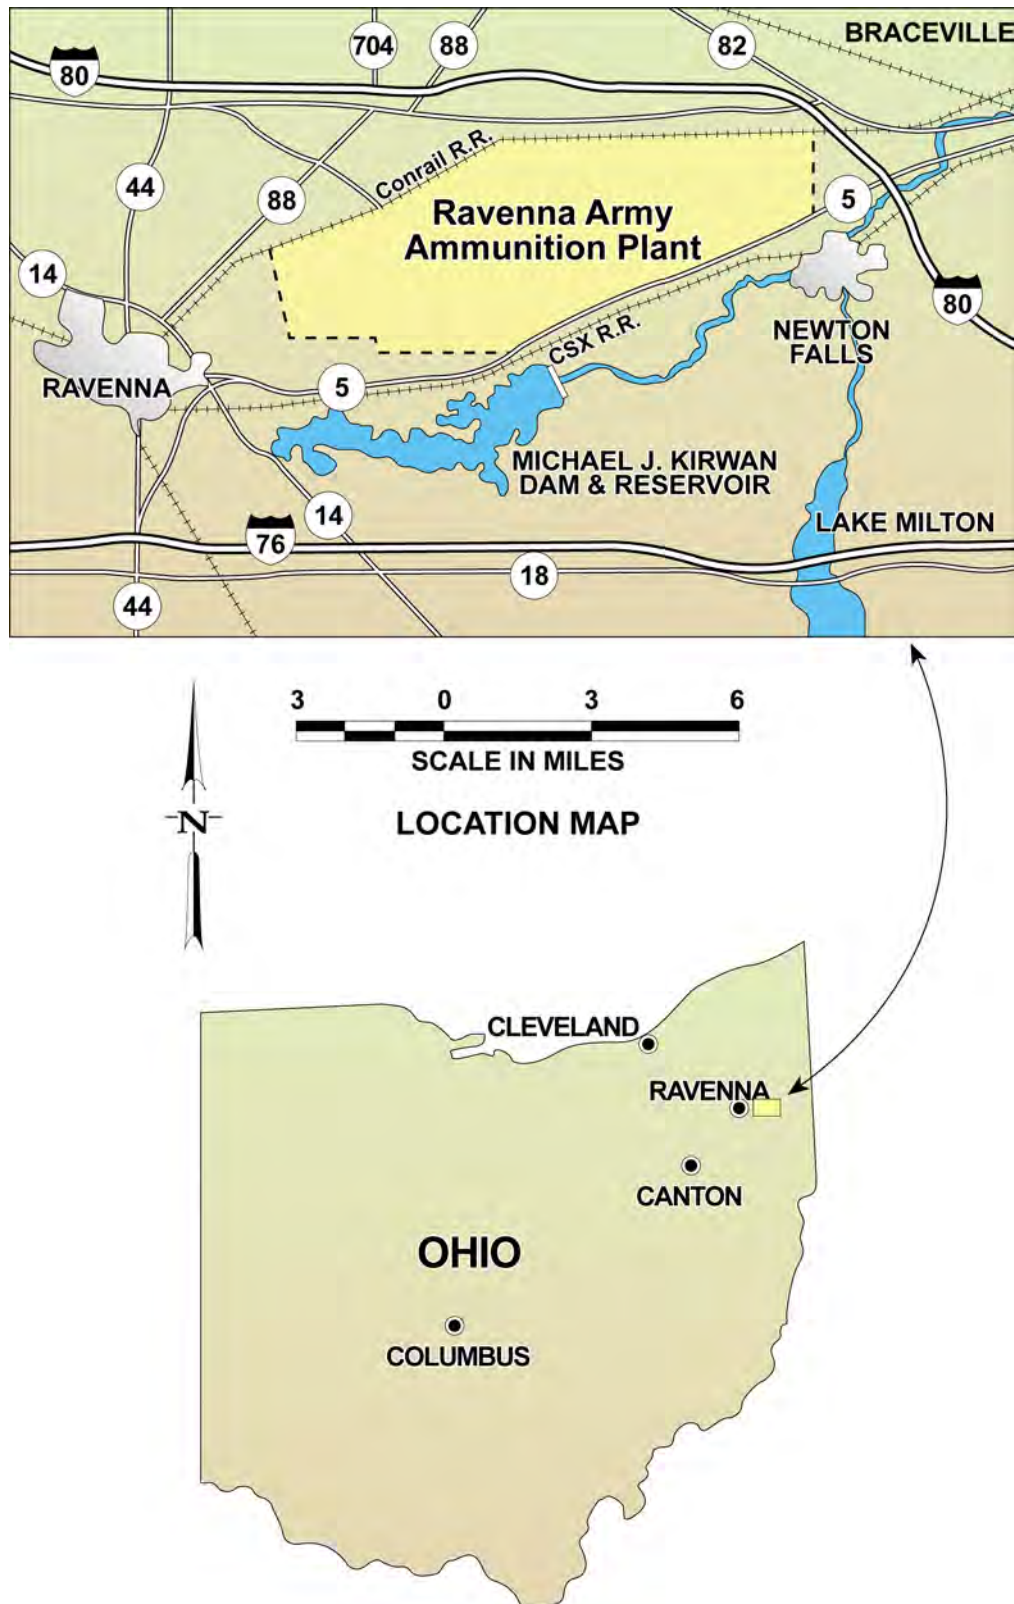 BRACEVILLE
80
704
88
82
44
88
Conrail R.R.
Ravenna Army
Ammunition Plant
5
14
80
NEWTON
FALLS
CSX R.R.
RAVENNA
5
MICHAEL J. KIRWAN
DAM & RESERVOIR
14
LAKE MILTON
76
18
44
3 0 3 6
SCALE IN MILES
N
LOCATION MAP
CLEVELAND
RAVENNA
CANTON
OHIO
COLUMBUS